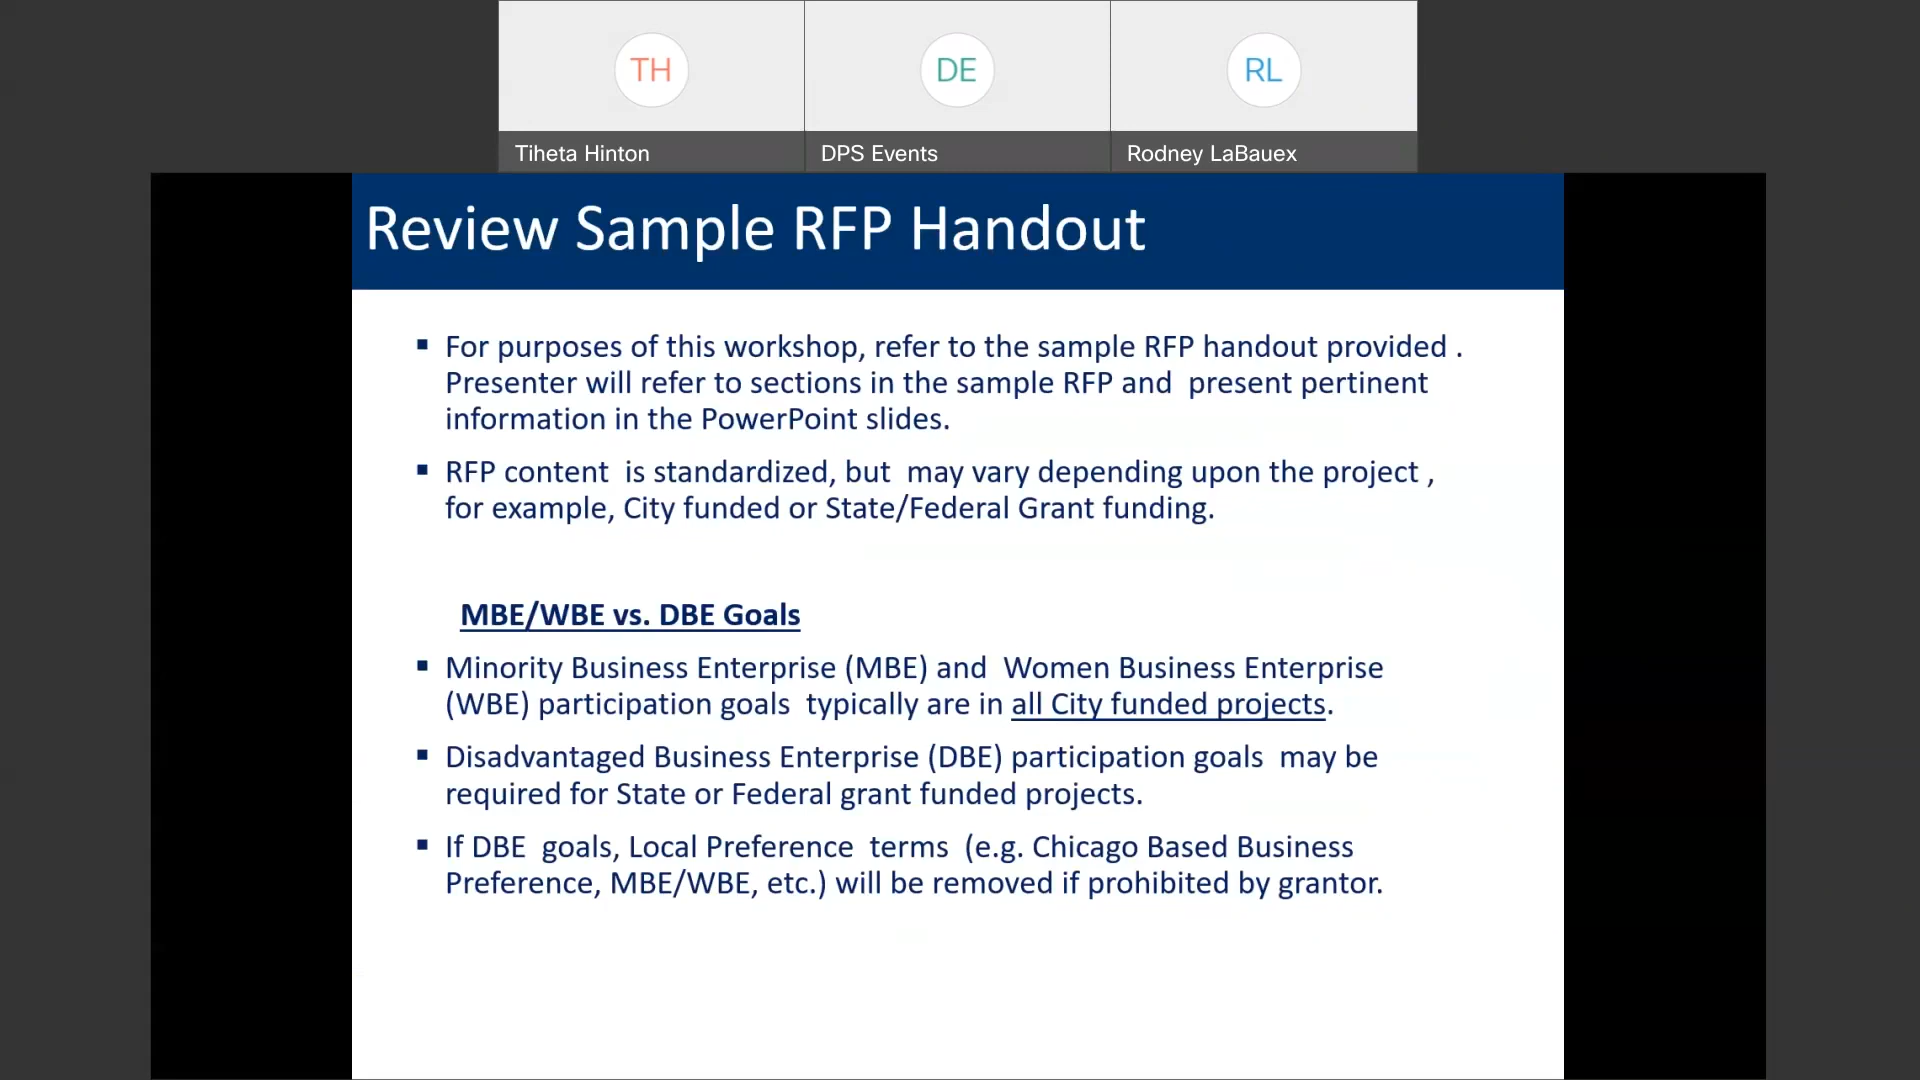 TH
DE
RL
Tiheta Hinton
DPS Events
Rodney LaBauex
Review Sample RFP Handout
▪ For purposes of this workshop, refer to the sample RFP handout provided .
Presenter will refer to sections in the sample RFP and  present pertinent
information in the PowerPoint slides.
▪ RFP content  is standardized, but  may vary depending upon the project ,
for example, City funded or State/Federal Grant funding.
MBE/WBE vs. DBE Goals
▪ Minority Business Enterprise (MBE) and  Women Business Enterprise
(WBE) participation goals  typically are in all City funded projects.
▪ Disadvantaged Business Enterprise (DBE) participation goals  may be
required for State or Federal grant funded projects.
▪ If DBE  goals, Local Preference  terms  (e.g. Chicago Based Business
Preference, MBE/WBE, etc.) will be removed if prohibited by grantor.